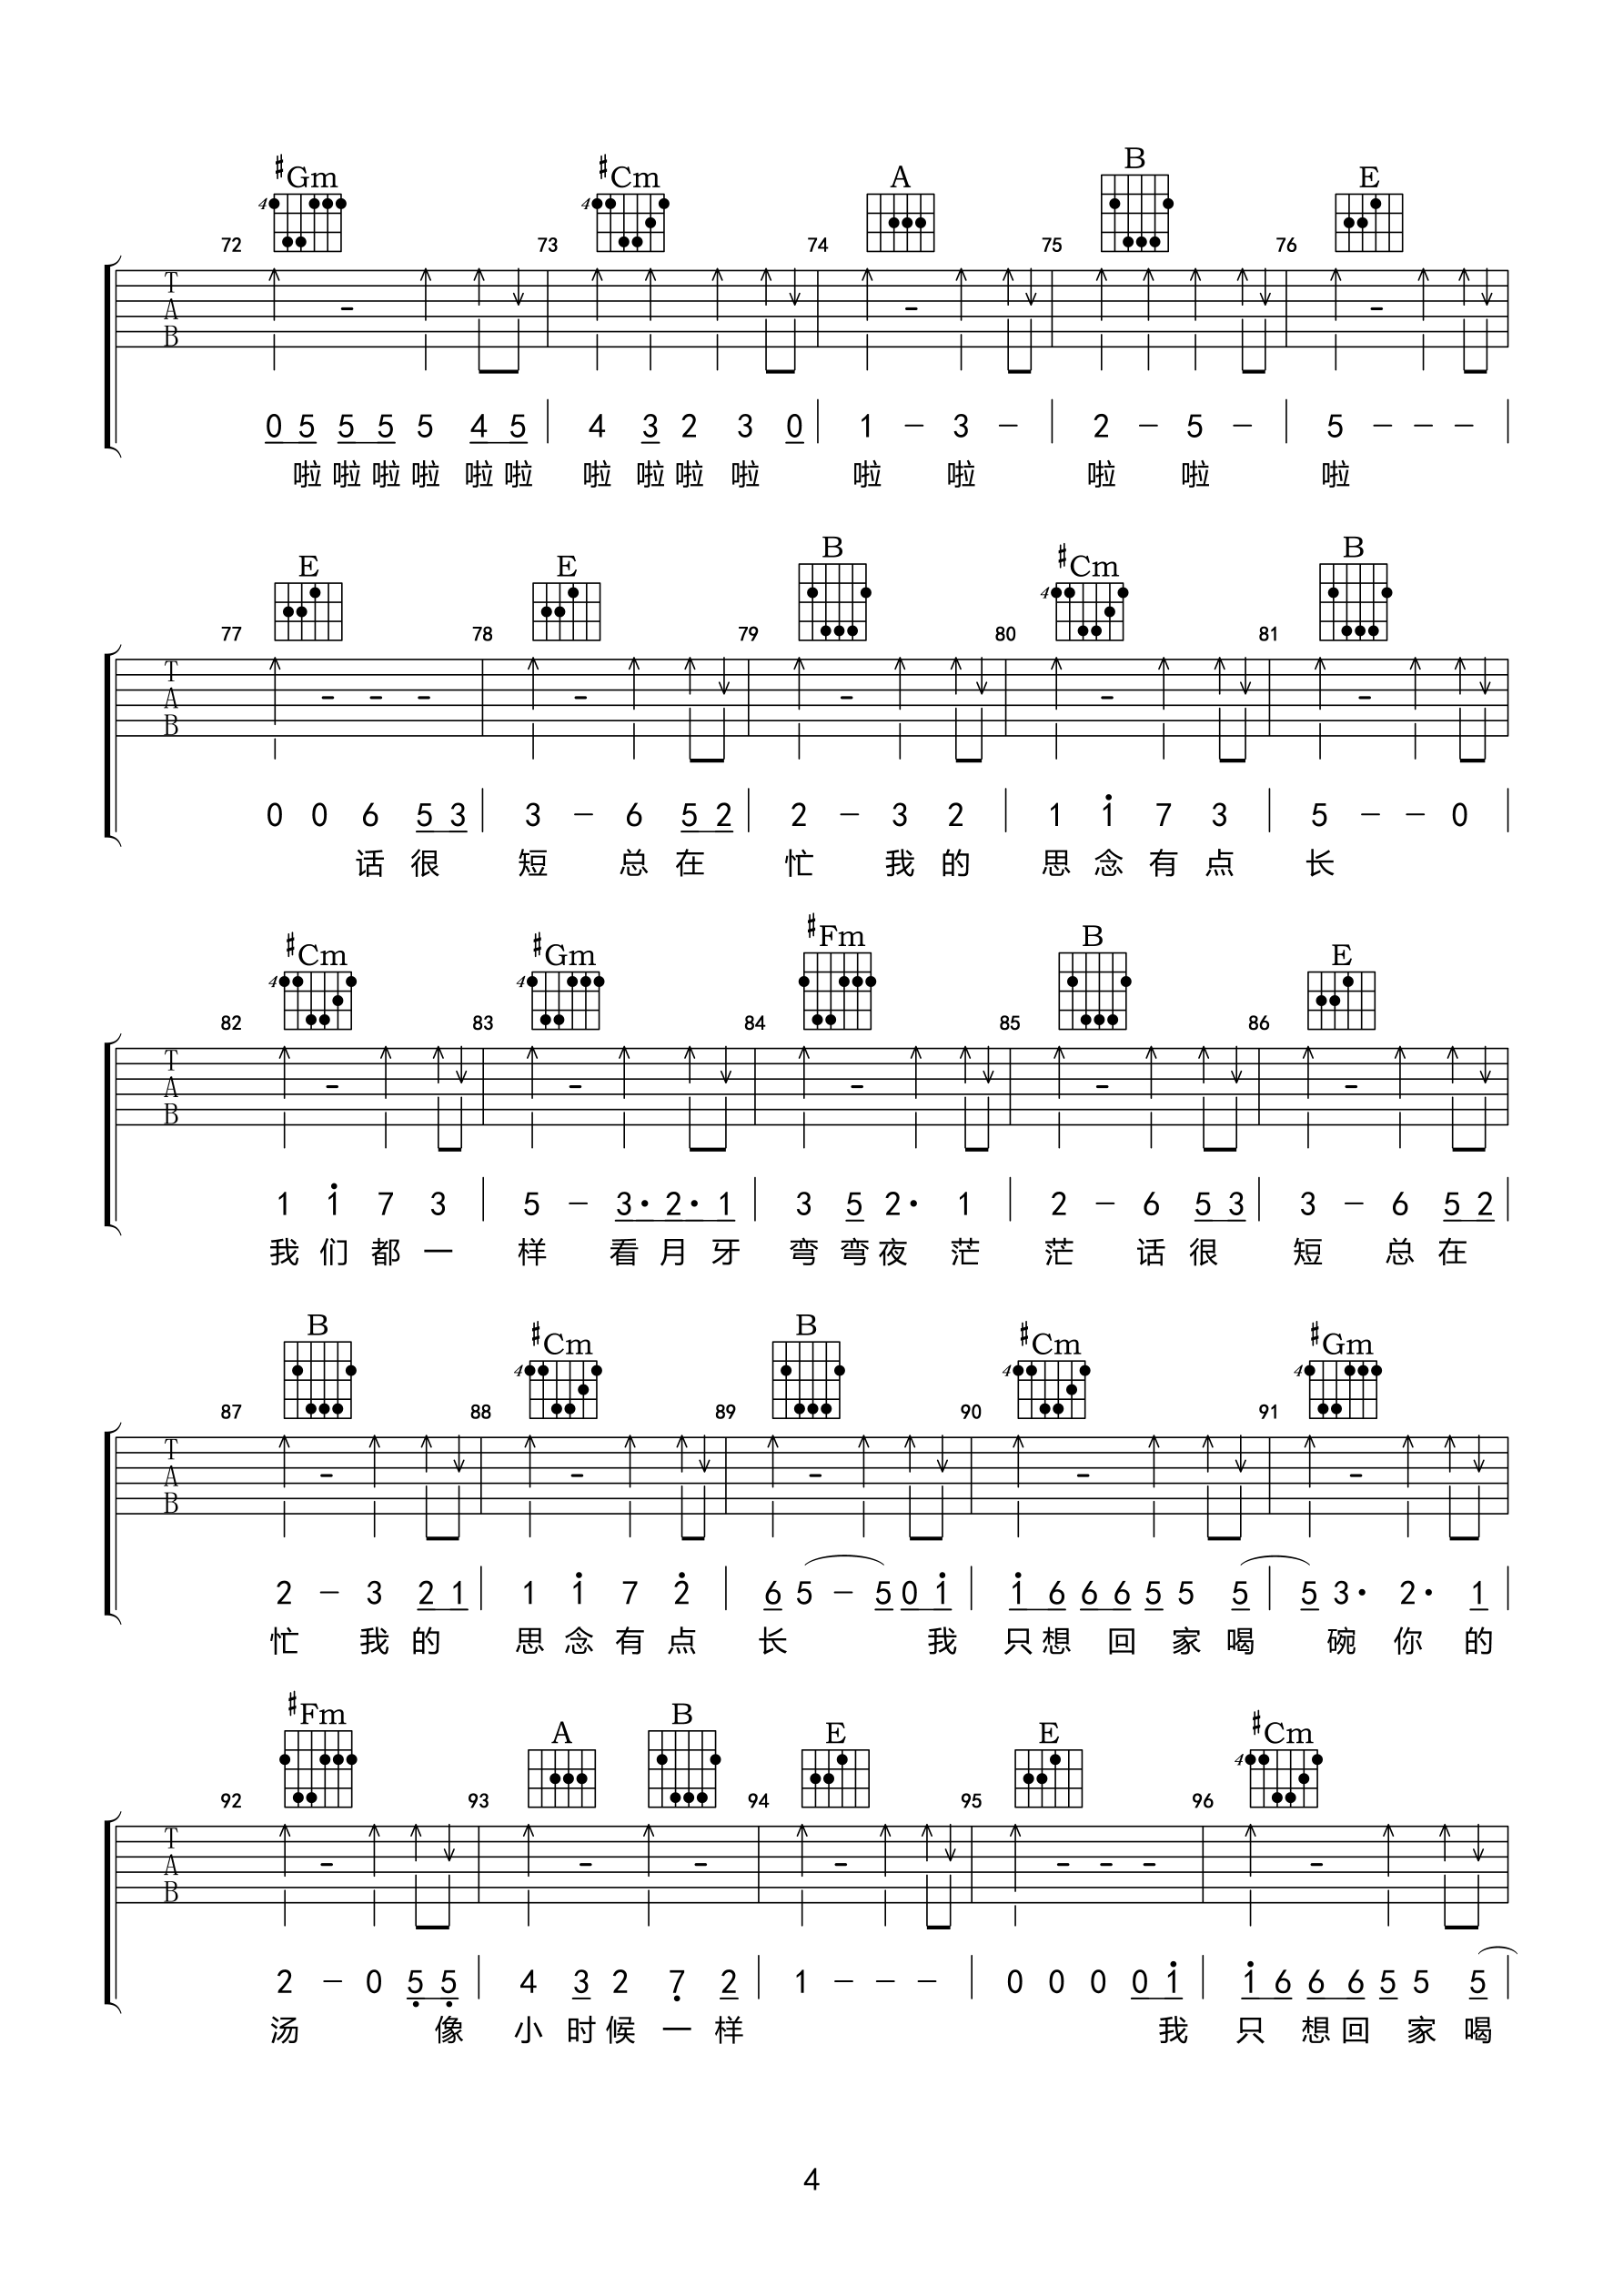 #Gm #Cm A B E
72 73 74 75 76
T A B
0 5 5 5 5 4 5 | 4 3 2 3 0 | 1 - 3 - | 2 - 5 - | 5 - - - |
啦 啦 啦 啦 啦 啦 啦 啦 啦 啦 啦 啦 啦 啦 啦
E E B #Cm B
77 78 79 80 81
T A B
0 0 6 5 3 | 3 - 6 5 2 | 2 - 3 2 | 1 1̇ 7 3 | 5 - - 0 |
话 很 短 总 在 忙 我 的 思 念 有 点 长
#Cm #Gm #Fm B E
82 83 84 85 86
T A B
1 1̇ 7 3 | 5 - 3· 2· 1 | 3 5 2· 1 | 2 - 6 5 3 | 3 - 6 5 2 |
我 们 都 一 样 看 月 牙 弯 弯 夜 茫 茫 话 很 短 总 在
B #Cm B #Cm #Gm
87 88 89 90 91
T A B
2 - 3 2 1 | 1 1̇ 7 2̇ | 6 5 - 5 0 1̇ | 1̇ 6 6 6 5 5 5 | 5 3· 2· 1 |
忙 我 的 思 念 有 点 长 我 只 想 回 家 喝 碗 你 的
#Fm A B E E #Cm
92 93 94 95 96
T A B
2 - 0 5̣ 5̣ | 4 3 2 7̣ 2 | 1 - - - | 0 0 0 0 1̇ | 1̇ 6 6 6 5 5 5 |
汤 像 小 时 候 一 样 我 只 想 回 家 喝
4